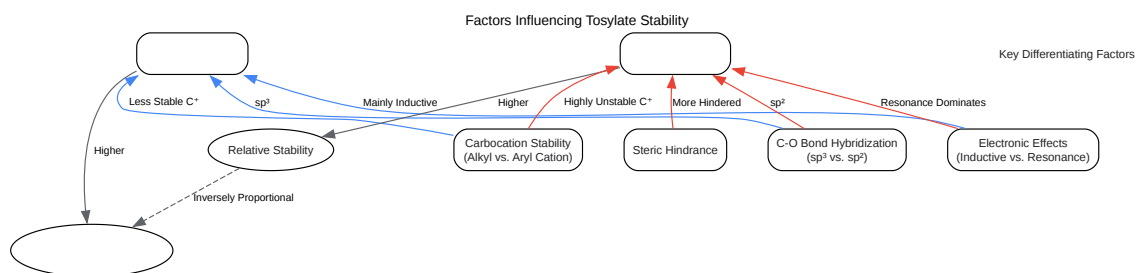 Factors Influencing Tosylate Stability
Key Differentiating Factors
Less Stable C⁺
sp³
Mainly Inductive
Higher
Highly Unstable C⁺
More Hindered
sp²
Resonance Dominates
Higher
Relative Stability
Carbocation Stability
(Alkyl vs. Aryl Cation)
Steric Hindrance
C-O Bond Hybridization
(sp³ vs. sp²)
Electronic Effects
(Inductive vs. Resonance)
Inversely Proportional